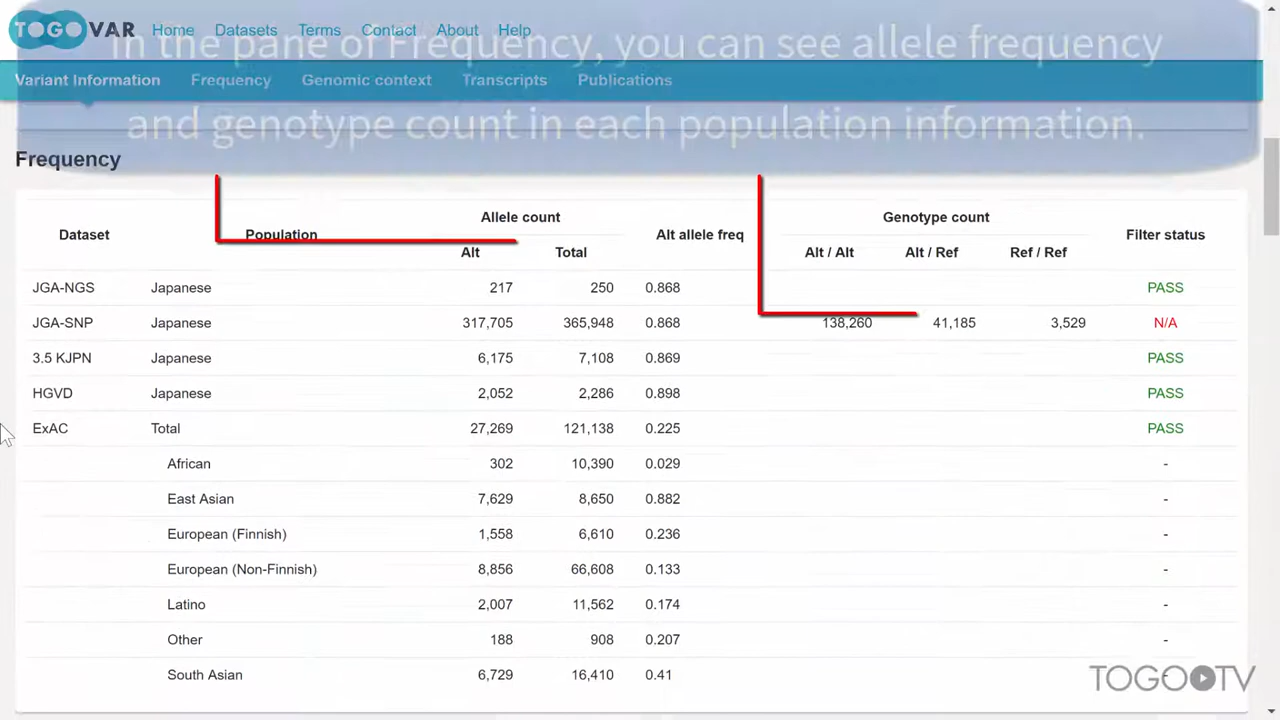 TOGOVAR Home Datasets Terms Contact About Help
In the pane of Frequency, you can see allele frequency
Variant Information Frequency Genomic context Transcripts Publications
and genotype count in each population information.
Frequency
Dataset Population Allele count Alt allele freq Genotype count Filter status
Alt Total Alt / Alt Alt / Ref Ref / Ref
JGA-NGS Japanese 217 250 0.868 PASS
JGA-SNP Japanese 317,705 365,948 0.868 138,260 41,185 3,529 N/A
3.5 KJPN Japanese 6,175 7,108 0.869 PASS
HGVD Japanese 2,052 2,286 0.898 PASS
ExAC Total 27,269 121,138 0.225 PASS
African 302 10,390 0.029 -
East Asian 7,629 8,650 0.882 -
European (Finnish) 1,558 6,610 0.236 -
European (Non-Finnish) 8,856 66,608 0.133 -
Latino 2,007 11,562 0.174 -
Other 188 908 0.207 -
South Asian 6,729 16,410 0.41 -
TOGO TV